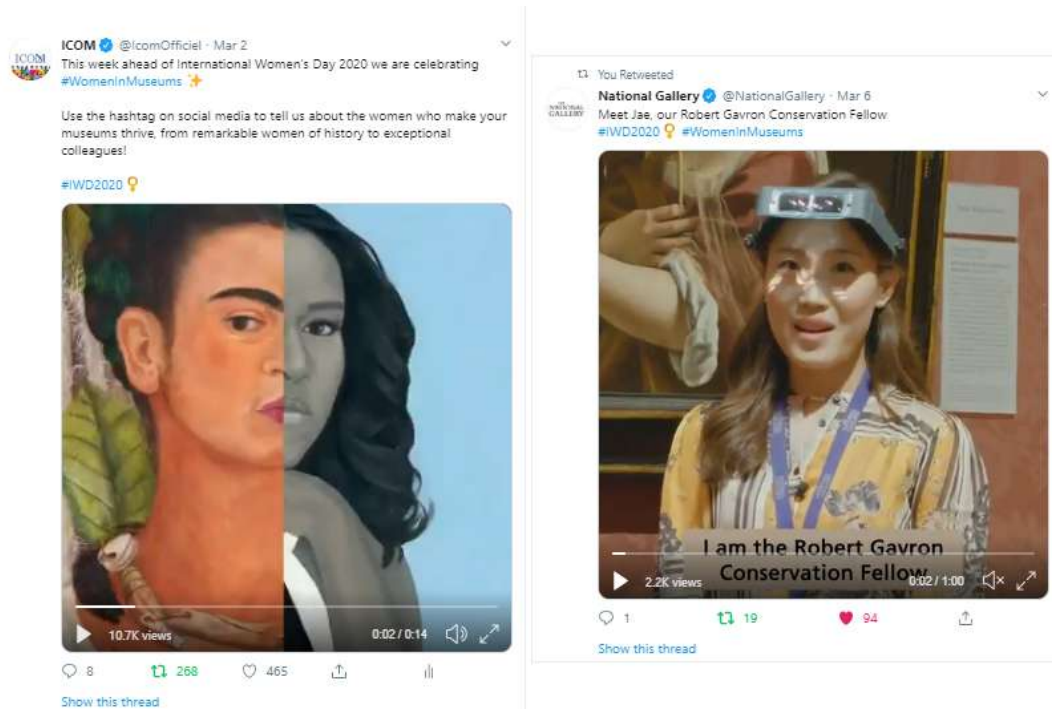 ICOM @IcomOfficiel · Mar 2
This week ahead of International Women's Day 2020 we are celebrating
#WomenInMuseums
Use the hashtag on social media to tell us about the women who make your
museums thrive, from remarkable women of history to exceptional
colleagues!
#IWD2020
ICOM
10.7K views
0:02 / 0:14
8 268 465
Show this thread
You Retweeted
National Gallery @NationalGallery · Mar 6
Meet Jae, our Robert Gavron Conservation Fellow
#IWD2020 #WomenInMuseums
THE NATIONAL GALLERY
I am the Robert Gavron
Conservation Fellow
2.2K views
0:02 / 1:00
1 19 94
Show this thread